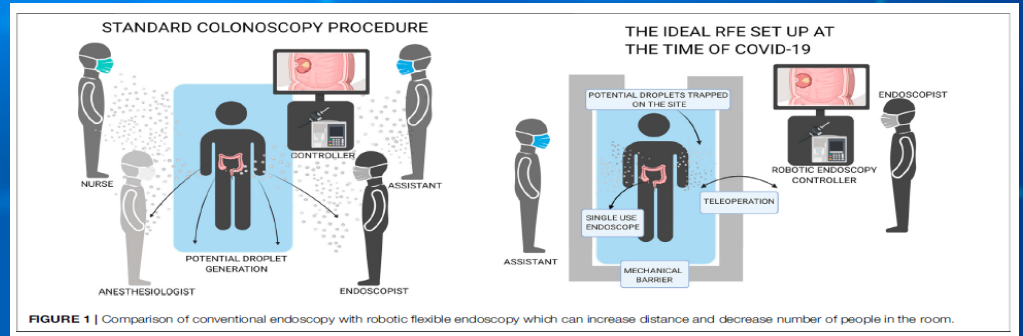 STANDARD COLONOSCOPY PROCEDURE
NURSE
CONTROLLER
ASSISTANT
POTENTIAL DROPLET
GENERATION
ANESTHESIOLOGIST
ENDOSCOPIST
THE IDEAL RFE SET UP AT
THE TIME OF COVID-19
POTENTIAL DROPLETS TRAPPED
ON THE SITE
ENDOSCOPIST
ROBOTIC ENDOSCOPY
CONTROLLER
TELEOPERATION
SINGLE USE
ENDOSCOPE
ASSISTANT
MECHANICAL
BARRIER
FIGURE 1 | Comparison of conventional endoscopy with robotic flexible endoscopy which can increase distance and decrease number of people in the room.